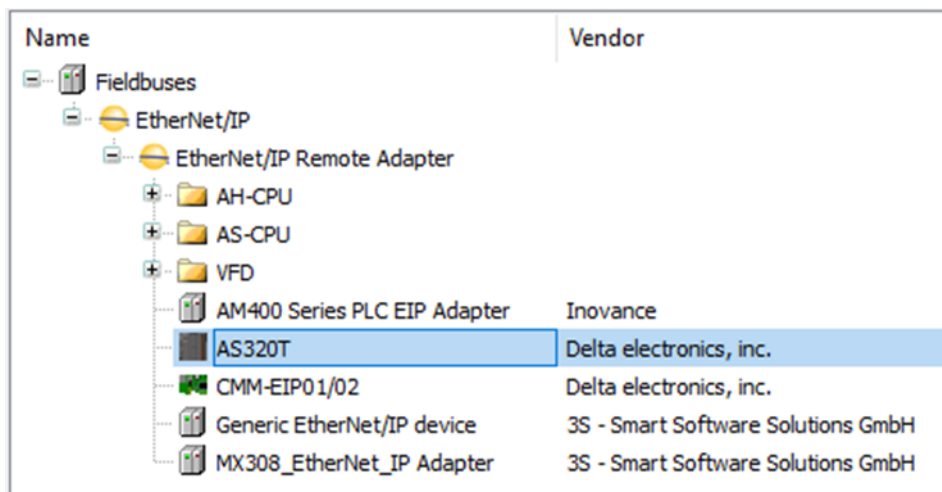 Name Vendor
Fieldbuses
EtherNet/IP
EtherNet/IP Remote Adapter
AH-CPU
AS-CPU
VFD
AM400 Series PLC EIP Adapter Inovance
AS320T Delta electronics, inc.
CMM-EIP01/02 Delta electronics, inc.
Generic EtherNet/IP device 3S - Smart Software Solutions GmbH
MX308_EtherNet_IP Adapter 3S - Smart Software Solutions GmbH